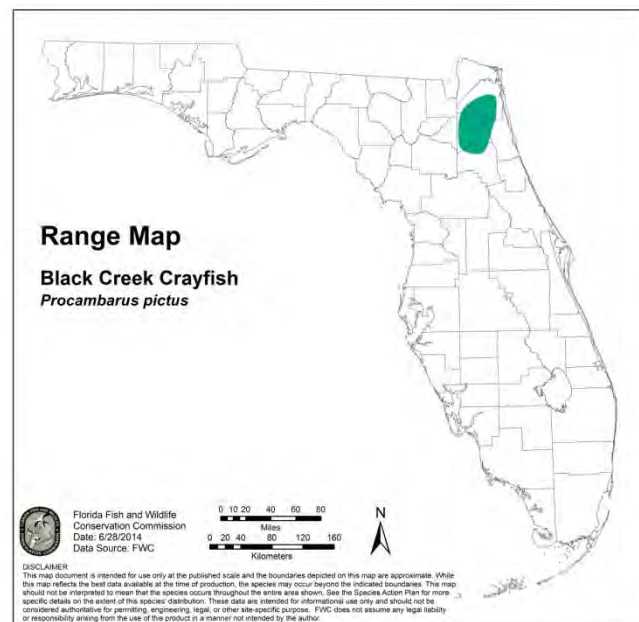 Range Map
Black Creek Crayfish
Procambarus pictus
Florida Fish and Wildlife
Conservation Commission
Date: 6/28/2014
Data Source: FWC
0 10 20 40 60 80
Miles
0 20 40 80 120 160
Kilometers
N
DISCLAIMER
This map document is intended for use only at the published scale and the boundaries depicted on this map are approximate. While
this map reflects the best data available at the time of production, the species may occur beyond the indicated boundaries. This map
should not be interpreted to mean that the species occurs throughout the entire area shown, See the Species Action Plan for more
specific details on the extent of this species' distribution. These data are intended for informational use only and should not be
considered authoritative for permitting, engineering, legal, or other site-specific purpose. FWC does not assume any legal liability
or responsibility arising from the use of this product in a manner not intended by the author.